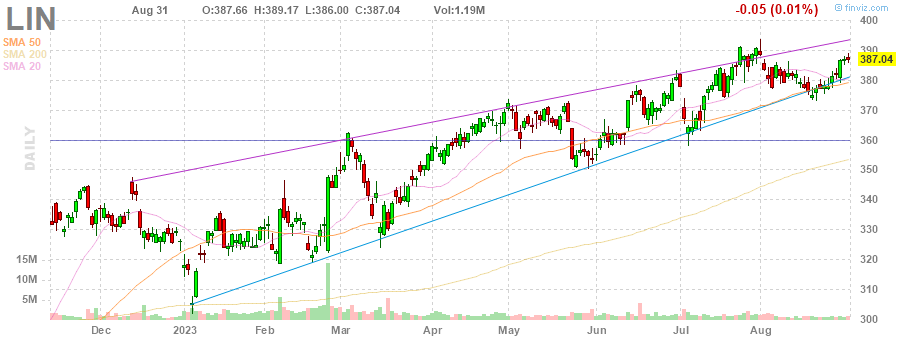 LIN Aug 31 O:387.66 H:389.17 L:386.00 C:387.04 Vol:1.19M -0.05 (0.01%) finviz.com
SMA 50
SMA 200
SMA 20
DAILY
400
390
387.04
380
370
360
350
340
330
320
310
300
15M
10M
5M
Dec 2023 Feb Mar Apr May Jun Jul Aug